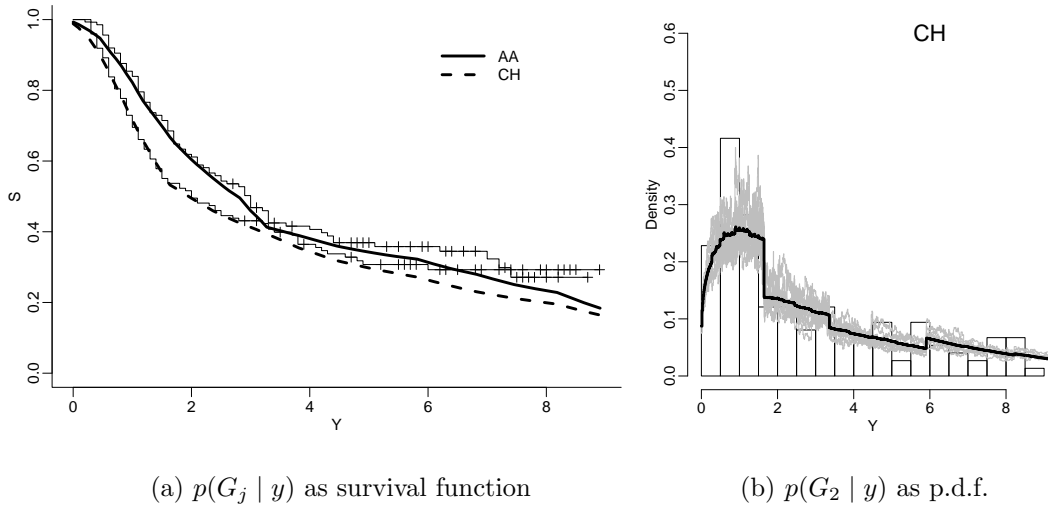 AA
CH
S
0.0
0.2
0.4
0.6
0.8
1.0
0 2 4 6 8
Y
CH
Density
0.0
0.1
0.2
0.3
0.4
0.5
0.6
0 2 4 6 8
Y
(a) p(G_j | y) as survival function
(b) p(G_2 | y) as p.d.f.